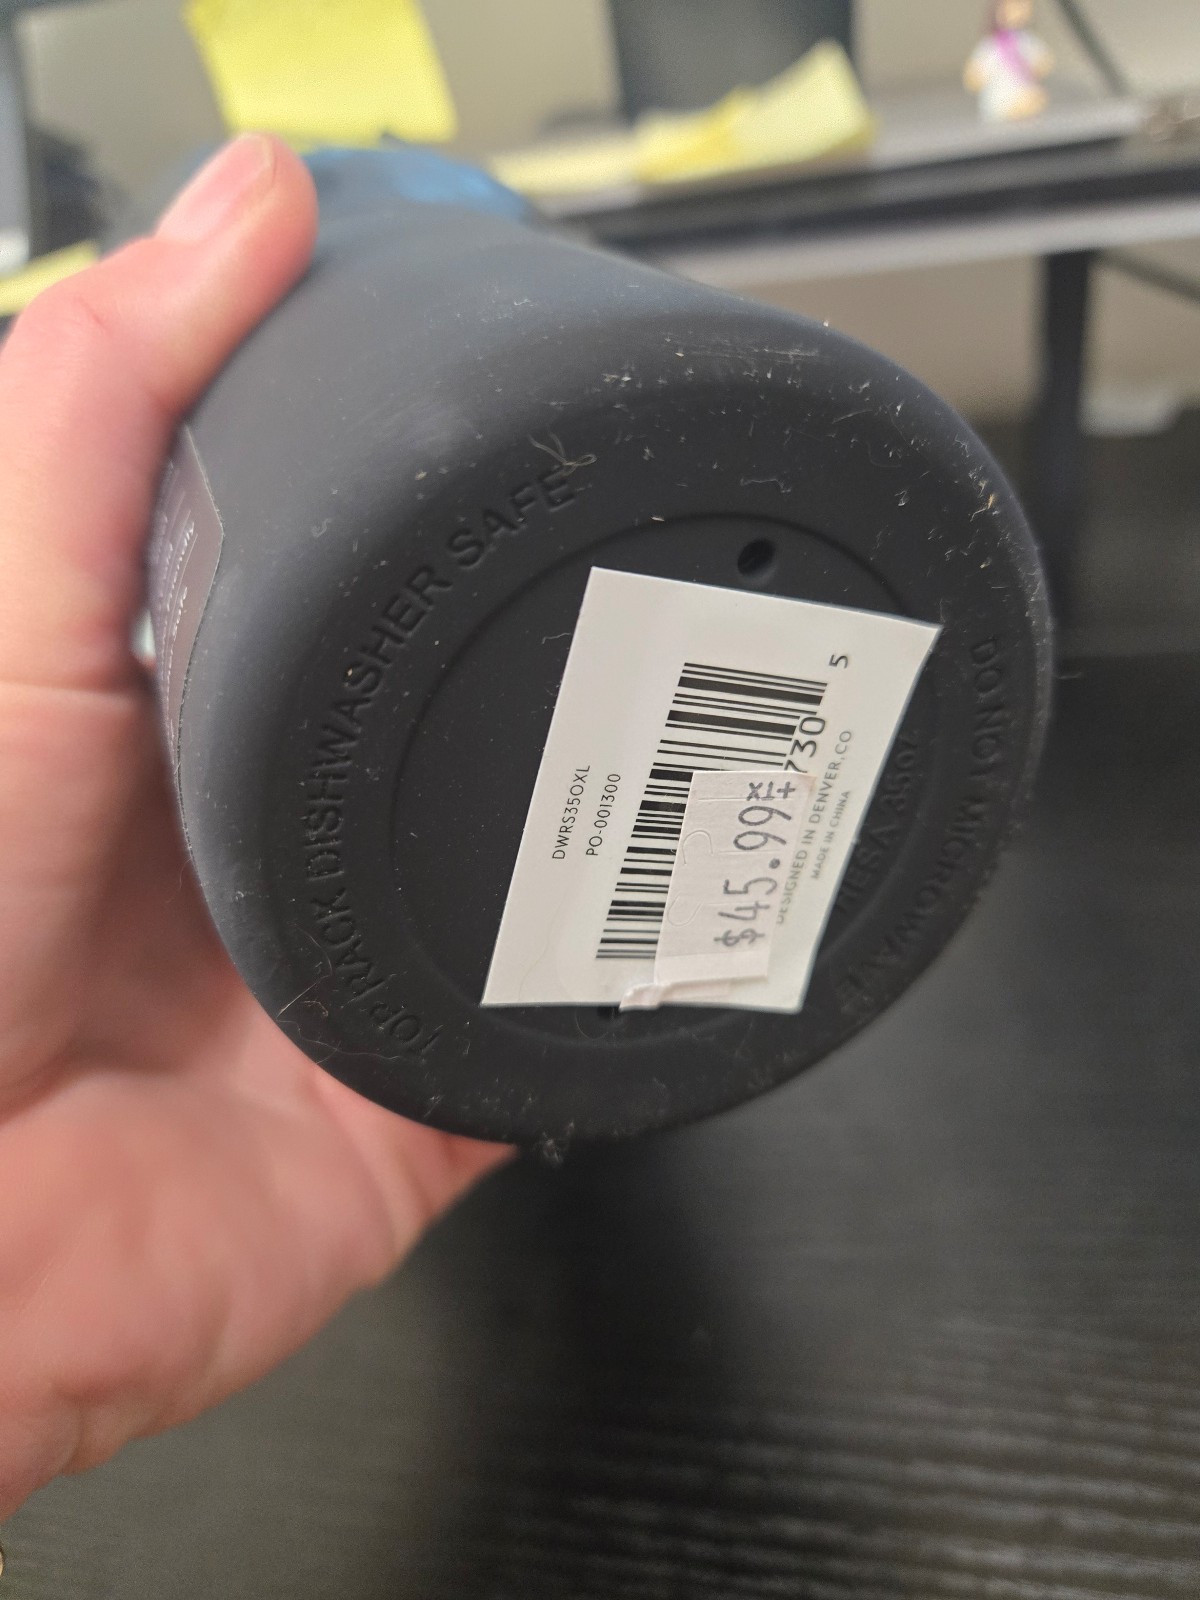 TOP RACK DISHWASHER SAFE
DO NOT MICROWAVE
MESA 35oz
DWRS35OXL
PO-001300
730
5
$45.99
DESIGNED IN DENVER, CO
MADE IN CHINA